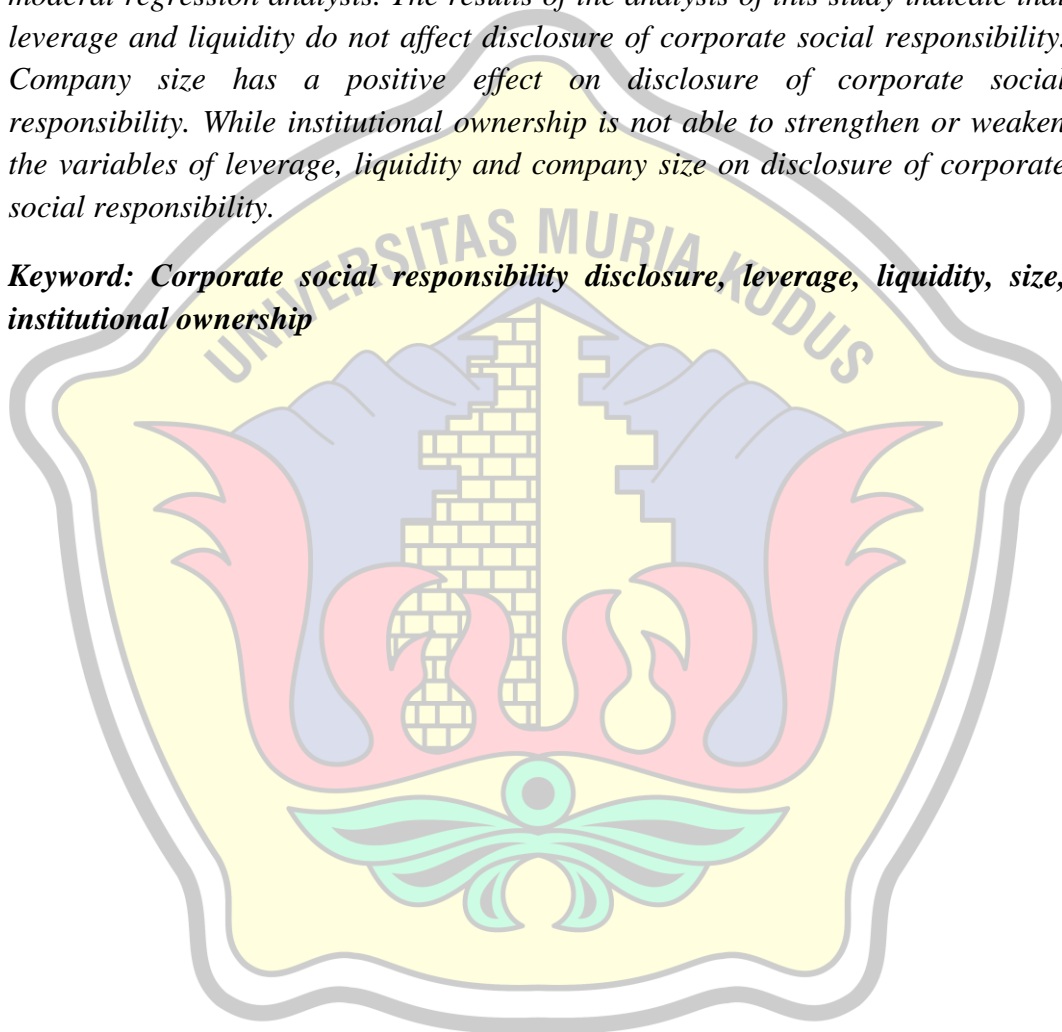 moderal regression analysis. The results of the analysis of this study indicate that
leverage and liquidity do not affect disclosure of corporate social responsibility.
Company size has a positive effect on disclosure of corporate social
responsibility. While institutional ownership is not able to strengthen or weaken
the variables of leverage, liquidity and company size on disclosure of corporate
social responsibility.
UNIVERSITAS MURIA KUDUS
Keyword: Corporate social responsibility disclosure, leverage, liquidity, size,
institutional ownership